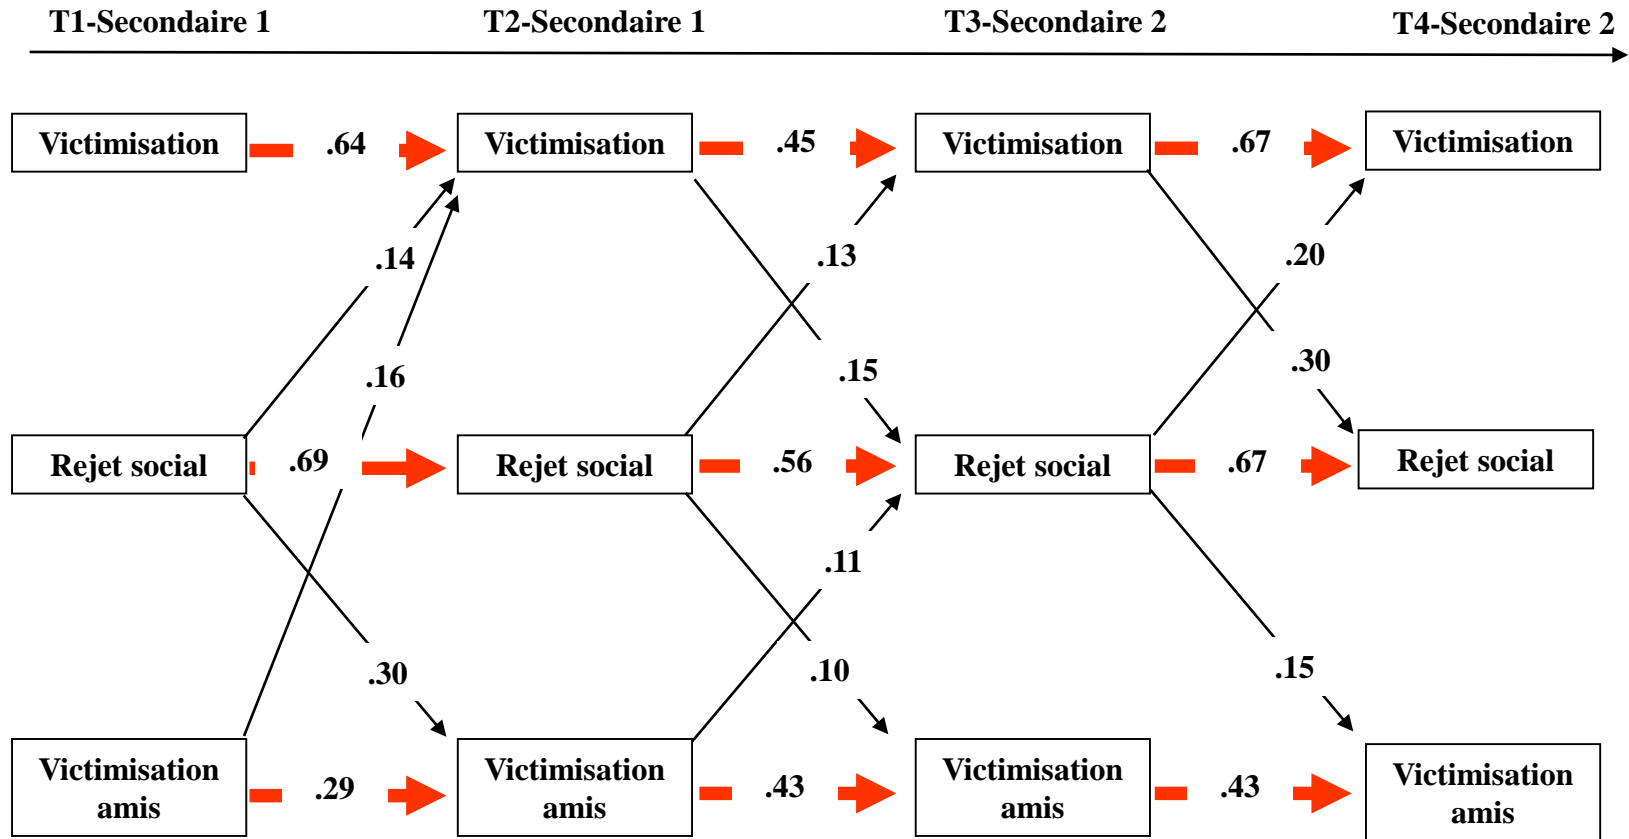 T1-Secondaire 1
T2-Secondaire 1
T3-Secondaire 2
T4-Secondaire 2
Victimisation
.64
Victimisation
.45
Victimisation
.67
Victimisation
.14
.13
.20
.16
.15
.30
Rejet social
.69
Rejet social
.56
Rejet social
.67
Rejet social
.30
.11
.10
.15
Victimisation
amis
.29
Victimisation
amis
.43
Victimisation
amis
.43
Victimisation
amis